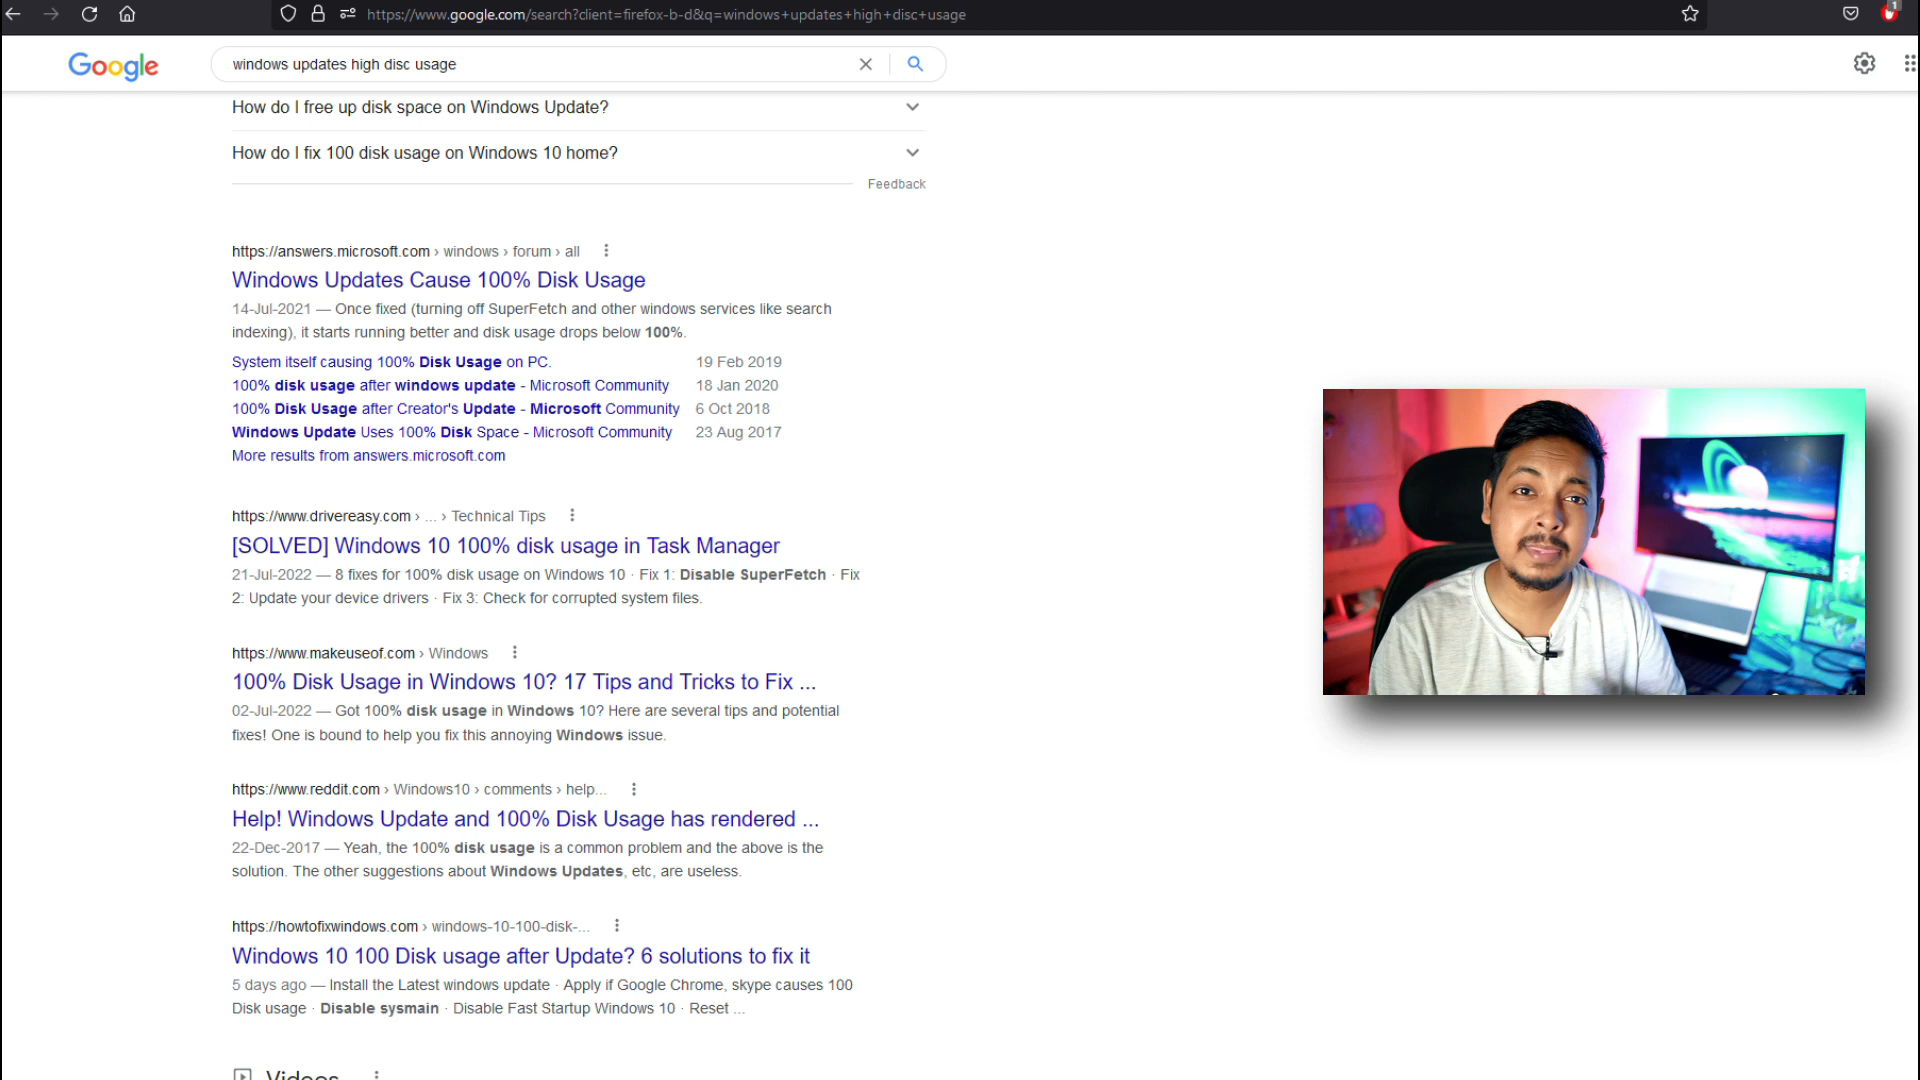 https://www.google.com/search?client=firefox-b-d&q=windows+updates+high+disc+usage
1
Google
windows updates high disc usage
How do I free up disk space on Windows Update?
How do I fix 100 disk usage on Windows 10 home?
Feedback
https://answers.microsoft.com › windows › forum › all
Windows Updates Cause 100% Disk Usage
14-Jul-2021 — Once fixed (turning off SuperFetch and other windows services like search
indexing), it starts running better and disk usage drops below 100%.
System itself causing 100% Disk Usage on PC. 19 Feb 2019
100% disk usage after windows update - Microsoft Community 18 Jan 2020
100% Disk Usage after Creator's Update - Microsoft Community 6 Oct 2018
Windows Update Uses 100% Disk Space - Microsoft Community 23 Aug 2017
More results from answers.microsoft.com
https://www.drivereasy.com › ... › Technical Tips
[SOLVED] Windows 10 100% disk usage in Task Manager
21-Jul-2022 — 8 fixes for 100% disk usage on Windows 10 · Fix 1: Disable SuperFetch · Fix
2: Update your device drivers · Fix 3: Check for corrupted system files.
https://www.makeuseof.com › Windows
100% Disk Usage in Windows 10? 17 Tips and Tricks to Fix ...
02-Jul-2022 — Got 100% disk usage in Windows 10? Here are several tips and potential
fixes! One is bound to help you fix this annoying Windows issue.
https://www.reddit.com › Windows10 › comments › help...
Help! Windows Update and 100% Disk Usage has rendered ...
22-Dec-2017 — Yeah, the 100% disk usage is a common problem and the above is the
solution. The other suggestions about Windows Updates, etc, are useless.
https://howtofixwindows.com › windows-10-100-disk-...
Windows 10 100 Disk usage after Update? 6 solutions to fix it
5 days ago — Install the Latest windows update · Apply if Google Chrome, skype causes 100
Disk usage · Disable sysmain · Disable Fast Startup Windows 10 · Reset ...
Videos